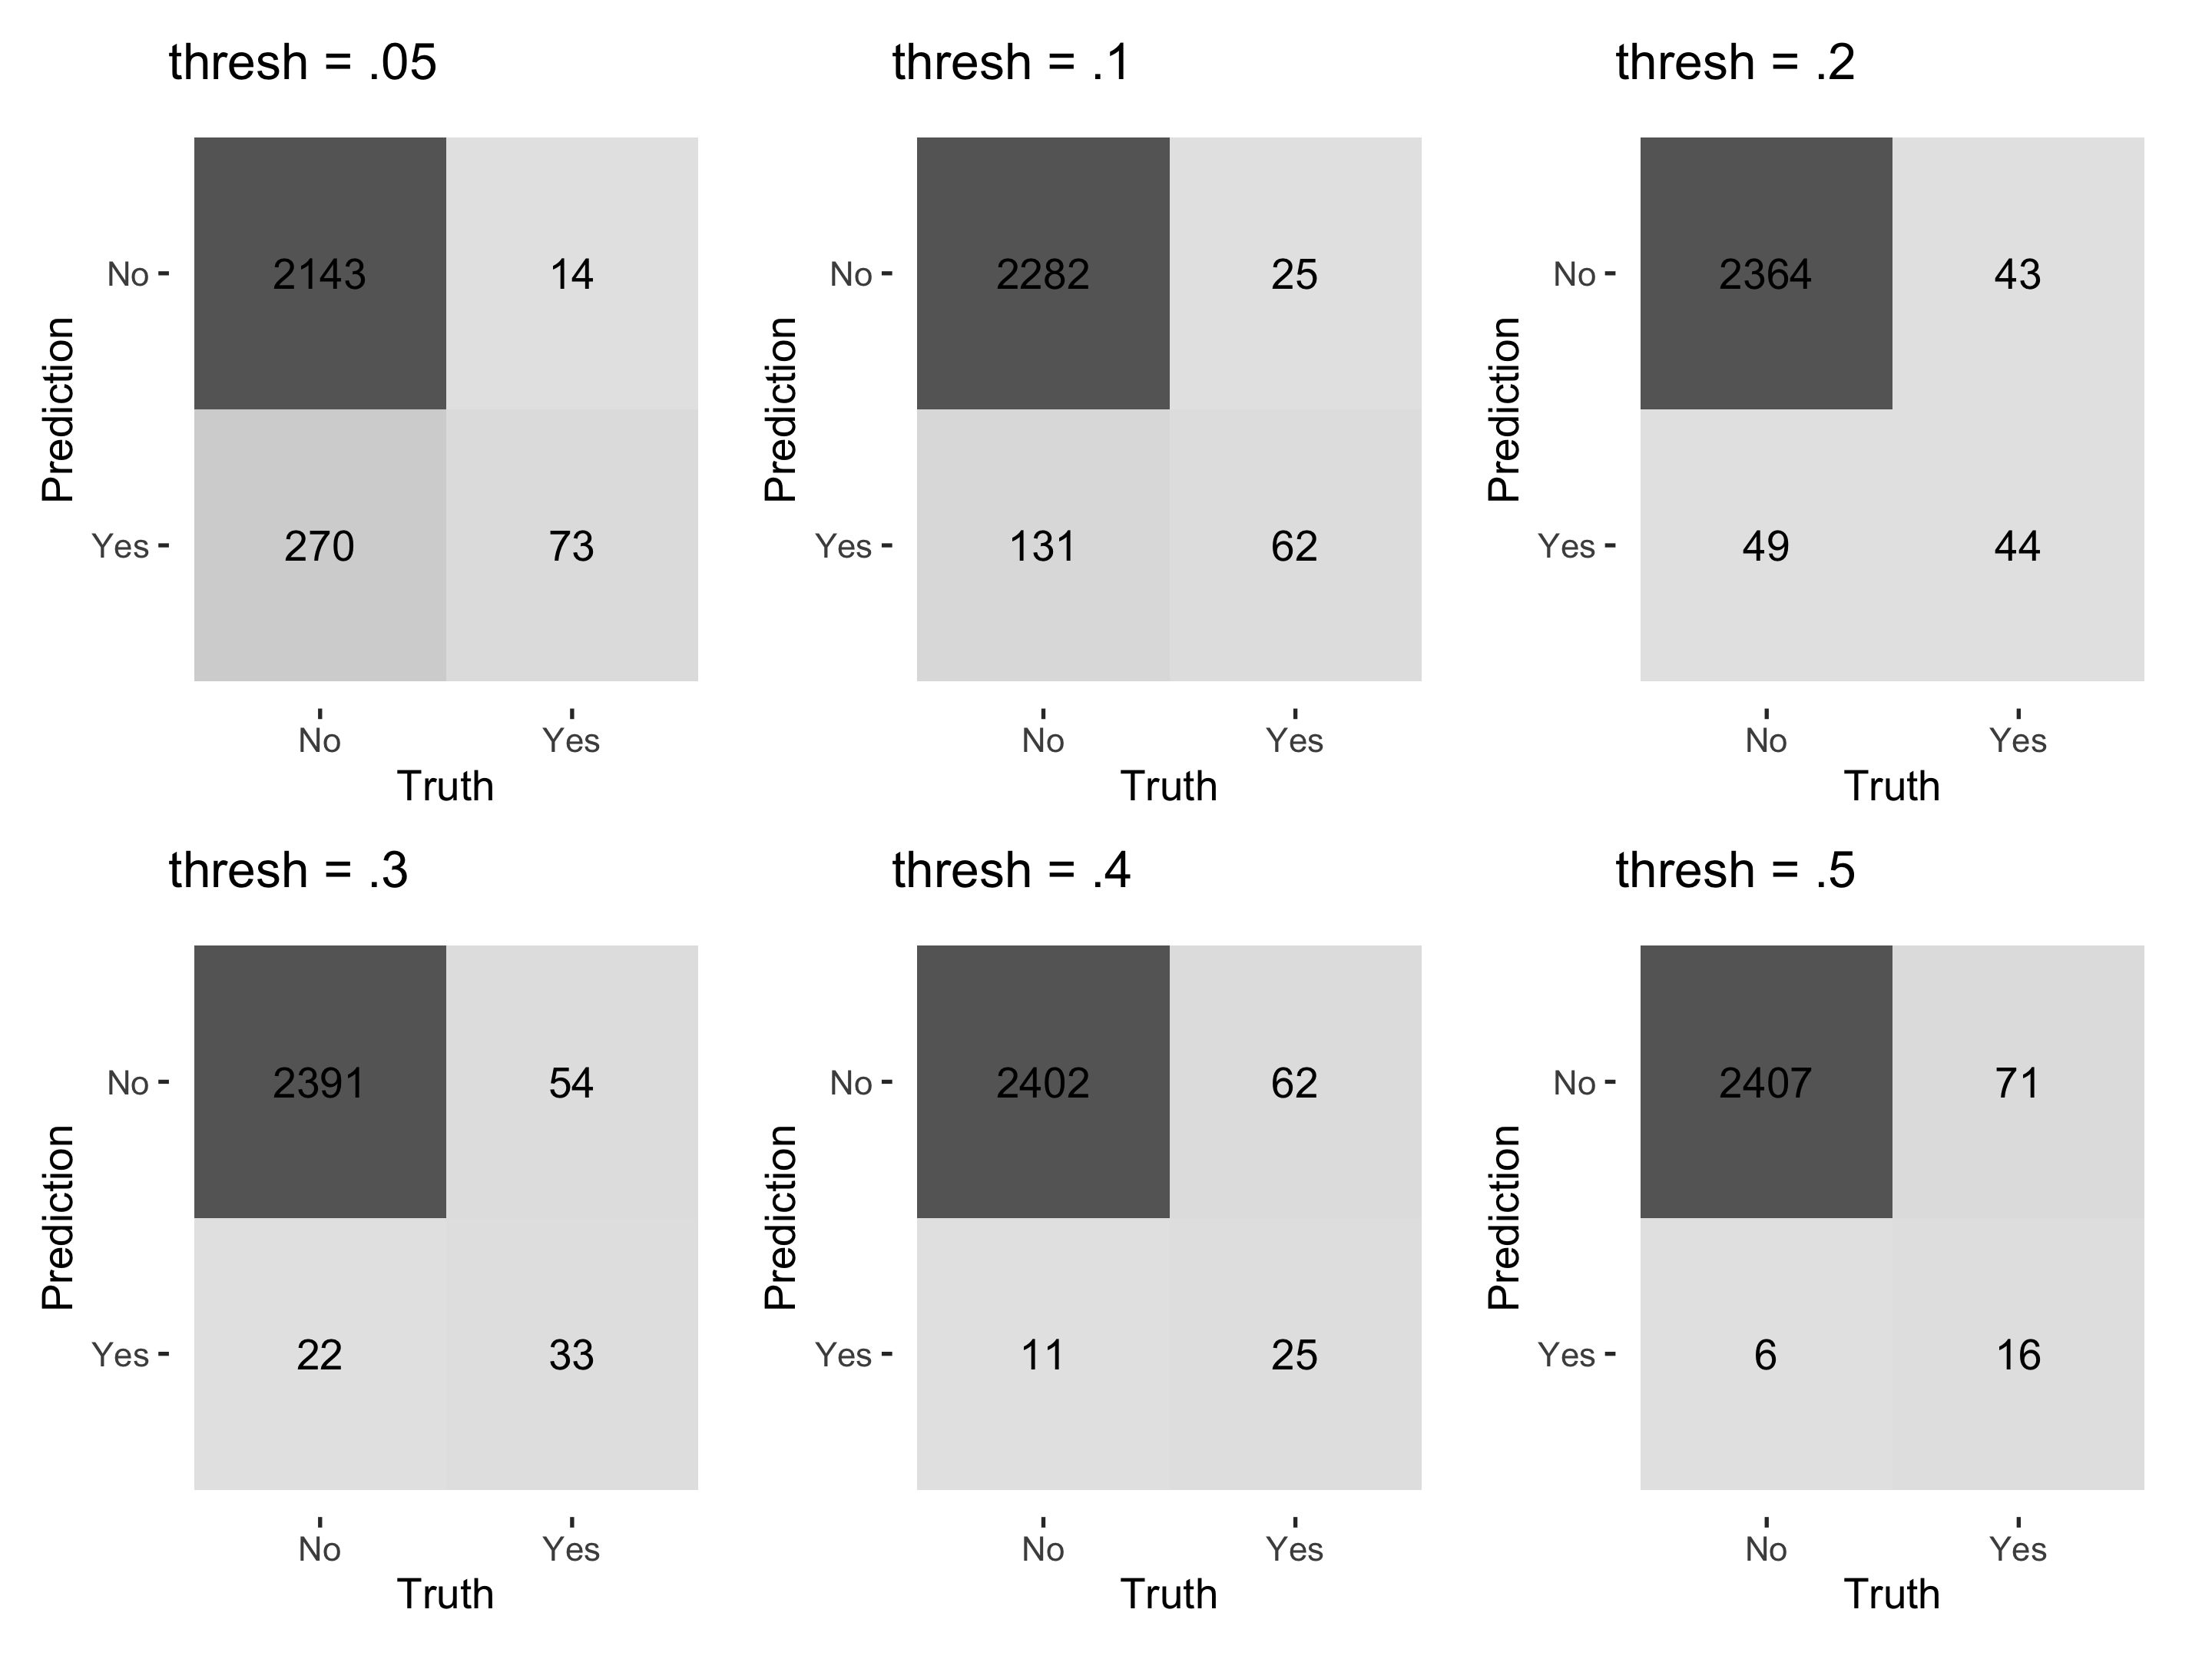 thresh = .05
No
2143
14
Prediction
Yes
270
73
No
Yes
Truth
thresh = .1
No
2282
25
Prediction
Yes
131
62
No
Yes
Truth
thresh = .2
No
2364
43
Prediction
Yes
49
44
No
Yes
Truth
thresh = .3
No
2391
54
Prediction
Yes
22
33
No
Yes
Truth
thresh = .4
No
2402
62
Prediction
Yes
11
25
No
Yes
Truth
thresh = .5
No
2407
71
Prediction
Yes
6
16
No
Yes
Truth